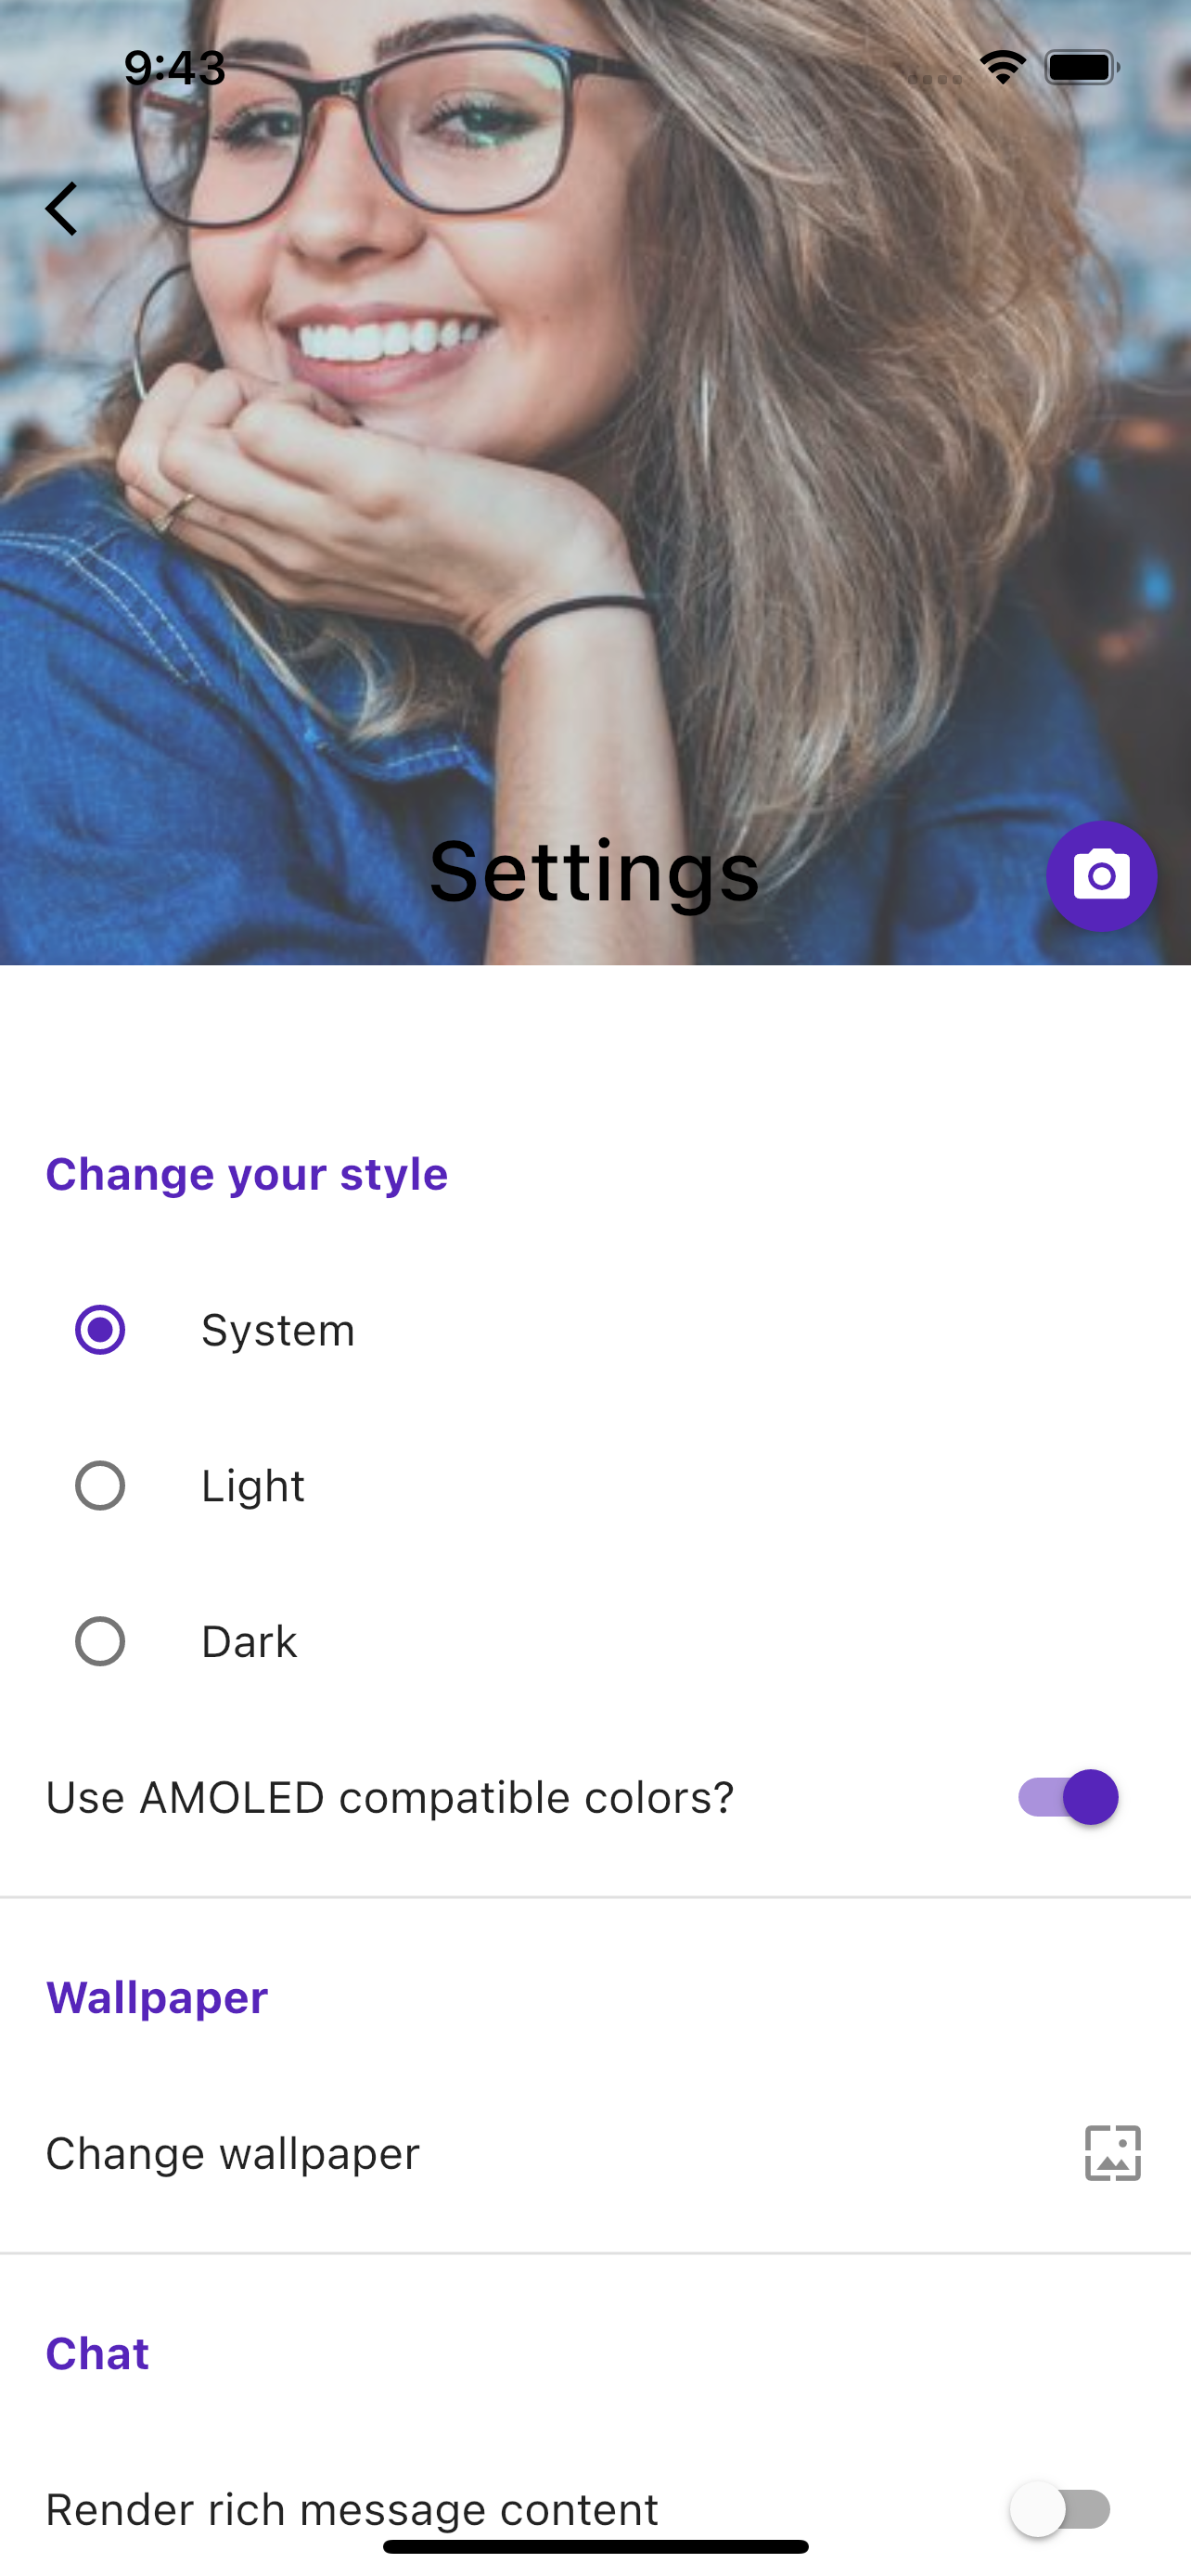 9:43
Settings
Change your style
System
Light
Dark
Use AMOLED compatible colors?
Wallpaper
Change wallpaper
Chat
Render rich message content